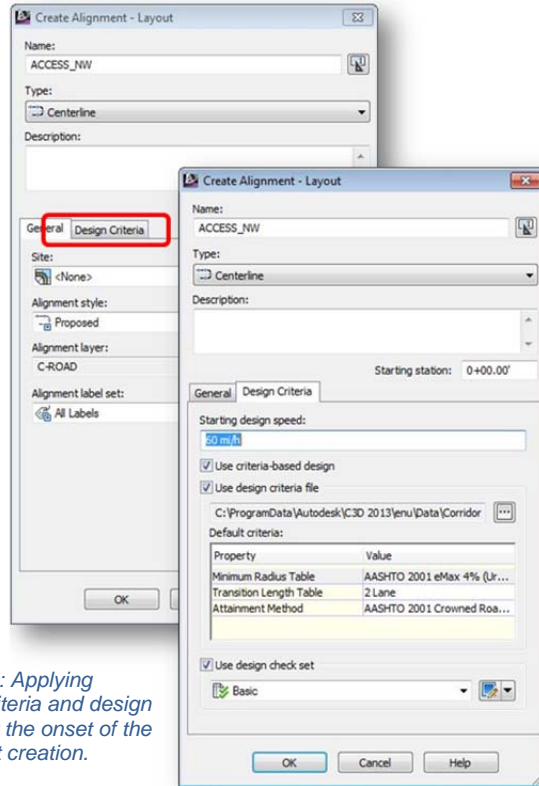 Create Alignment - Layout
Name:
ACCESS_NW
Type:
Centerline
Description:
General
Design Criteria
Site:
<None>
Alignment style:
Proposed
Alignment layer:
C-ROAD
Alignment label set:
All Labels
OK
Create Alignment - Layout
Name:
ACCESS_NW
Type:
Centerline
Description:
Starting station: 0+00.00'
General
Design Criteria
Starting design speed:
60 mi/h
Use criteria-based design
Use design criteria file
C:\ProgramData\Autodesk\C3D 2013\enu\Data\Corridor
Default criteria:
Property Value
Minimum Radius Table AASHTO 2001 eMax 4% (Ur...
Transition Length Table 2 Lane
Attainment Method AASHTO 2001 Crowned Roa...
Use design check set
Basic
OK Cancel Help
: Applying
iteria and design
the onset of the
t creation.